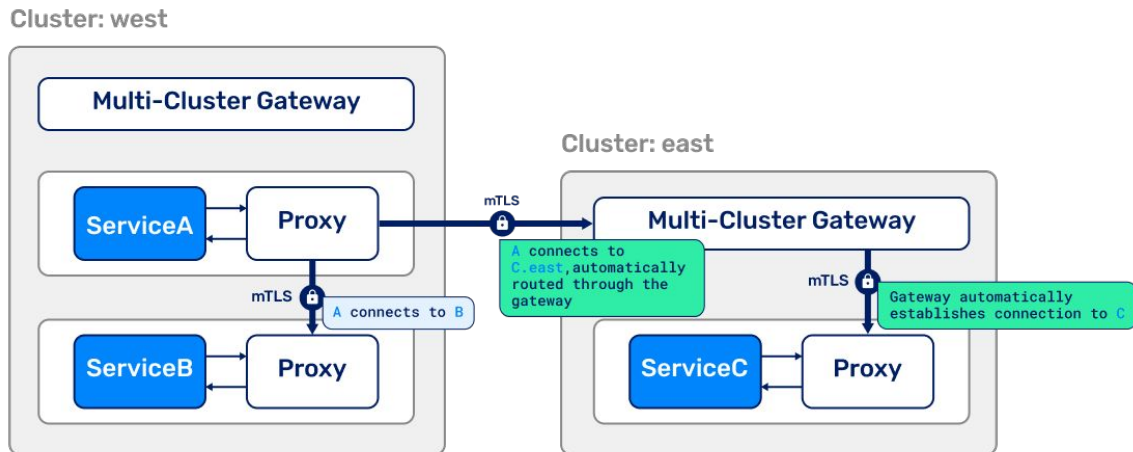 Cluster: west
Multi-Cluster Gateway
ServiceA
Proxy
mTLS
A connects to B
ServiceB
Proxy
mTLS
A connects to
C.east,automatically
routed through the
gateway
Cluster: east
Multi-Cluster Gateway
mTLS
Gateway automatically
establishes connection to C
ServiceC
Proxy